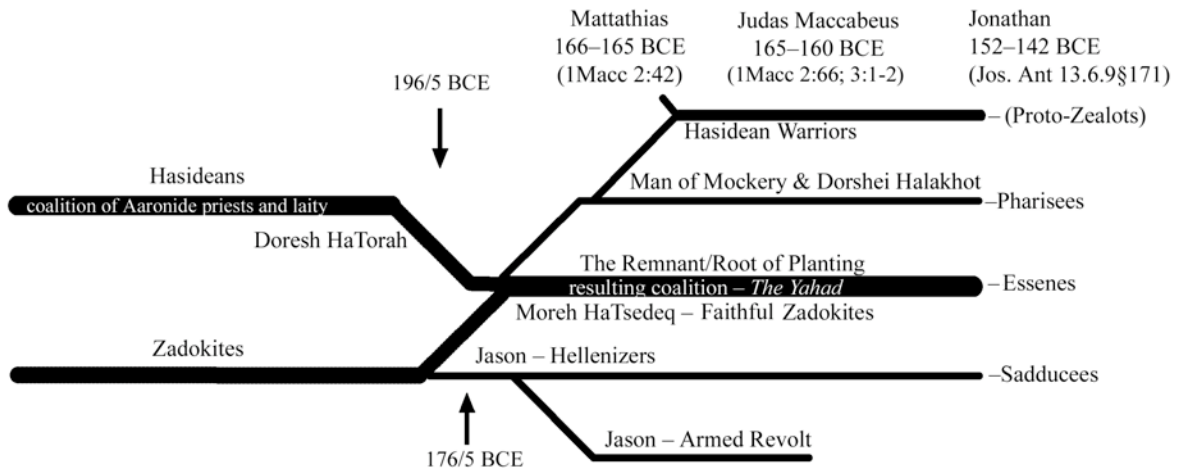 Mattathias
166–165 BCE
(1Macc 2:42)
Judas Maccabeus
165–160 BCE
(1Macc 2:66; 3:1-2)
Jonathan
152–142 BCE
(Jos. Ant 13.6.9§171)
196/5 BCE
Hasidean Warriors
– (Proto-Zealots)
Hasideans
coalition of Aaronide priests and laity
Man of Mockery & Dorshei Halakhot
–Pharisees
Doresh HaTorah
The Remnant/Root of Planting
resulting coalition – The Yahad
–Essenes
Moreh HaTsedeq – Faithful Zadokites
Zadokites
Jason – Hellenizers
–Sadducees
Jason – Armed Revolt
176/5 BCE